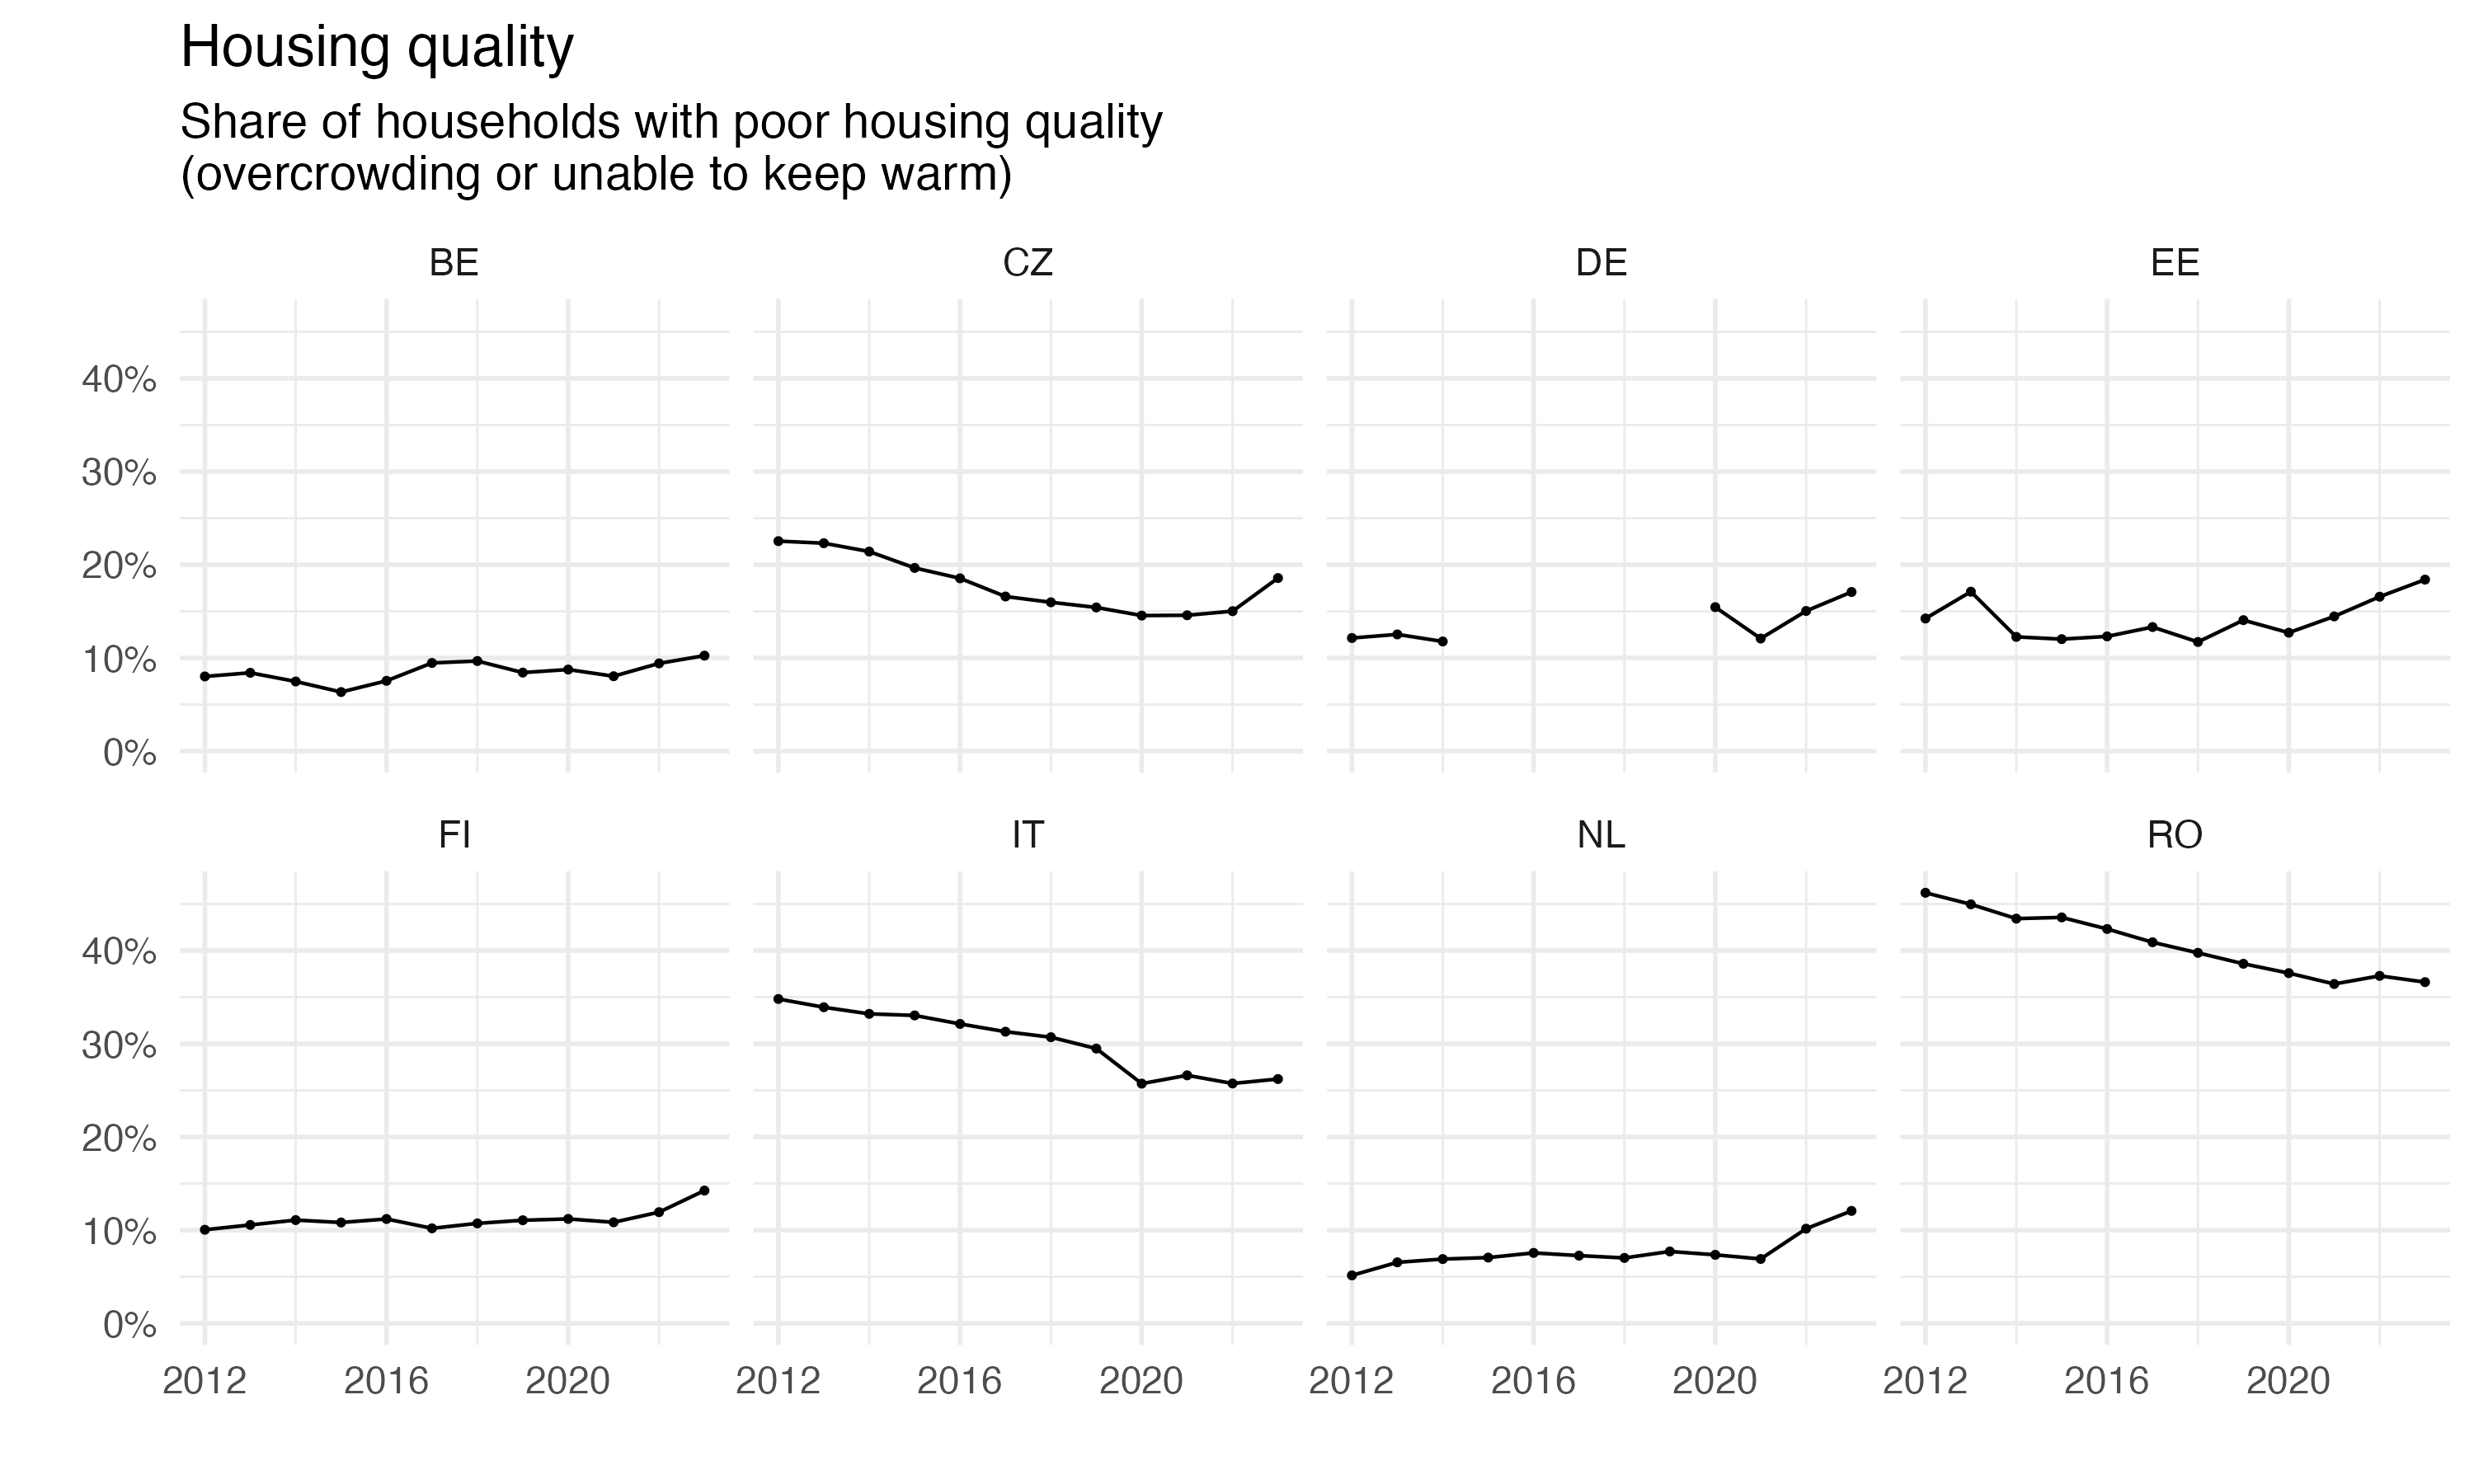 Housing quality
Share of households with poor housing quality
(overcrowding or unable to keep warm)
BE CZ DE EE
40%
30%
20%
10%
0%
FI IT NL RO
40%
30%
20%
10%
0%
2012 2016 2020 2012 2016 2020 2012 2016 2020 2012 2016 2020